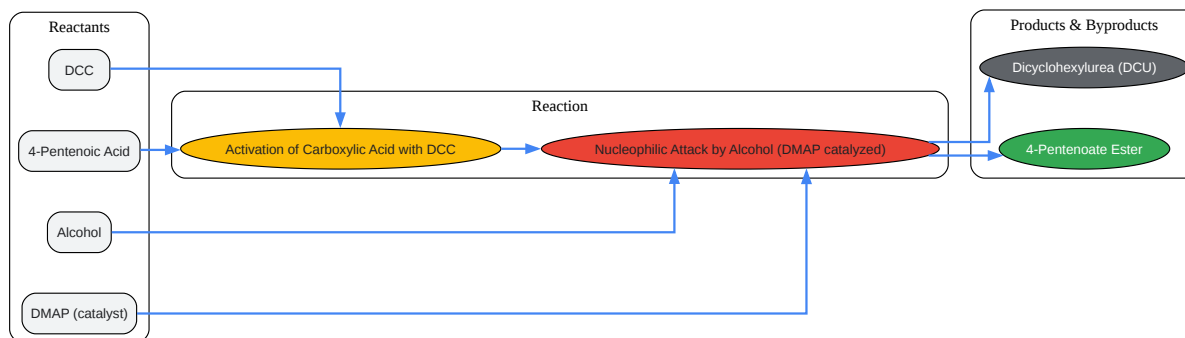 Reactants
DCC
4-Pentenoic Acid
Alcohol
DMAP (catalyst)
Reaction
Activation of Carboxylic Acid with DCC
Nucleophilic Attack by Alcohol (DMAP catalyzed)
Products & Byproducts
Dicyclohexylurea (DCU)
4-Pentenoate Ester